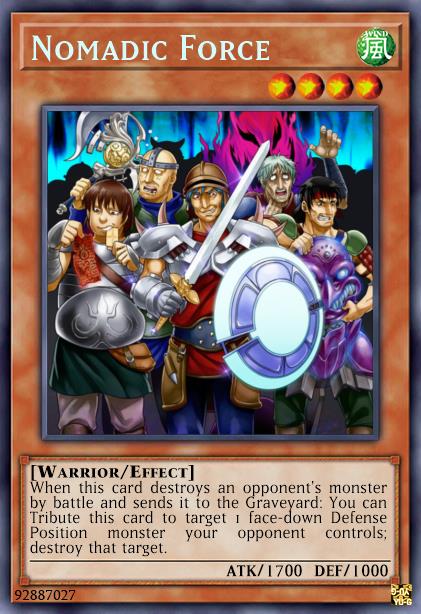 Nomadic Force
WIND
風
[Warrior/Effect]
When this card destroys an opponent's monster
by battle and sends it to the Graveyard: You can
Tribute this card to target 1 face-down Defense
Position monster your opponent controls;
destroy that target.
ATK/1700 DEF/1000
92887027